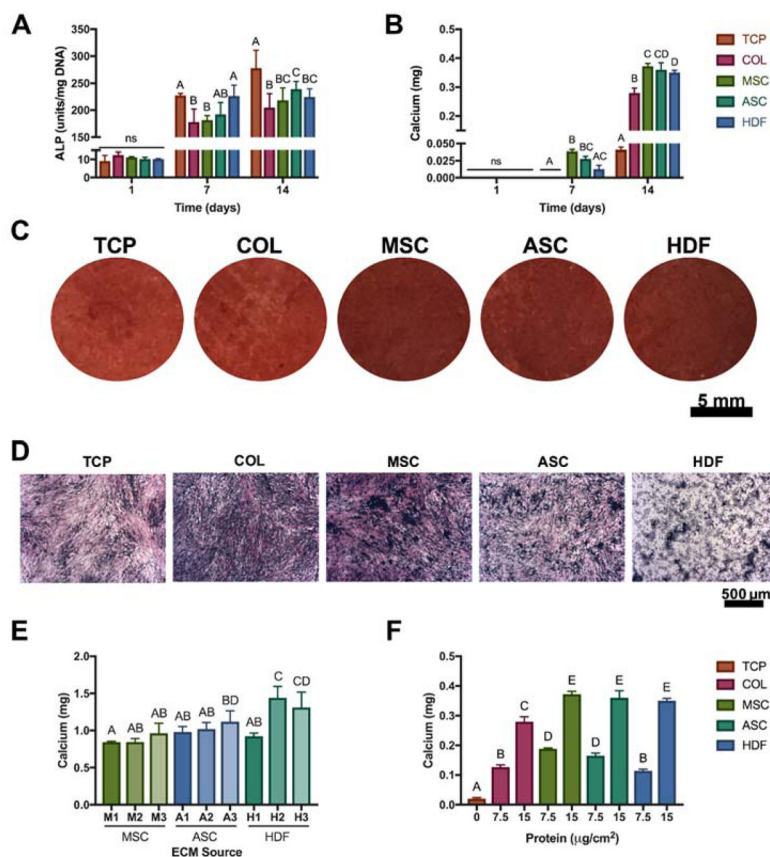 A
ALP (units/mg DNA)
350
300
250
200
150
100
10
0
ns
A
B
B
AB
A
A
B
BC
C
BC
1
7
14
Time (days)
B
Calcium (mg)
0.5
0.4
0.3
0.2
0.1
0.050
0.025
0.000
ns
A
B
BC
AC
A
B
C
CD
D
1
7
14
Time (days)
TCP
COL
MSC
ASC
HDF
C
TCP COL MSC ASC HDF
5 mm
D
TCP COL MSC ASC HDF
500 µm
E
Calcium (mg)
2.0
1.5
1.0
0.5
0.0
A AB AB AB AB BD AB C CD
M1 M2 M3 A1 A2 A3 H1 H2 H3
MSC ASC HDF
ECM Source
F
Calcium (mg)
0.5
0.4
0.3
0.2
0.1
0.0
A B C D E D E B E
0 7.5 15 7.5 15 7.5 15 7.5 15
Protein (µg/cm²)
TCP
COL
MSC
ASC
HDF